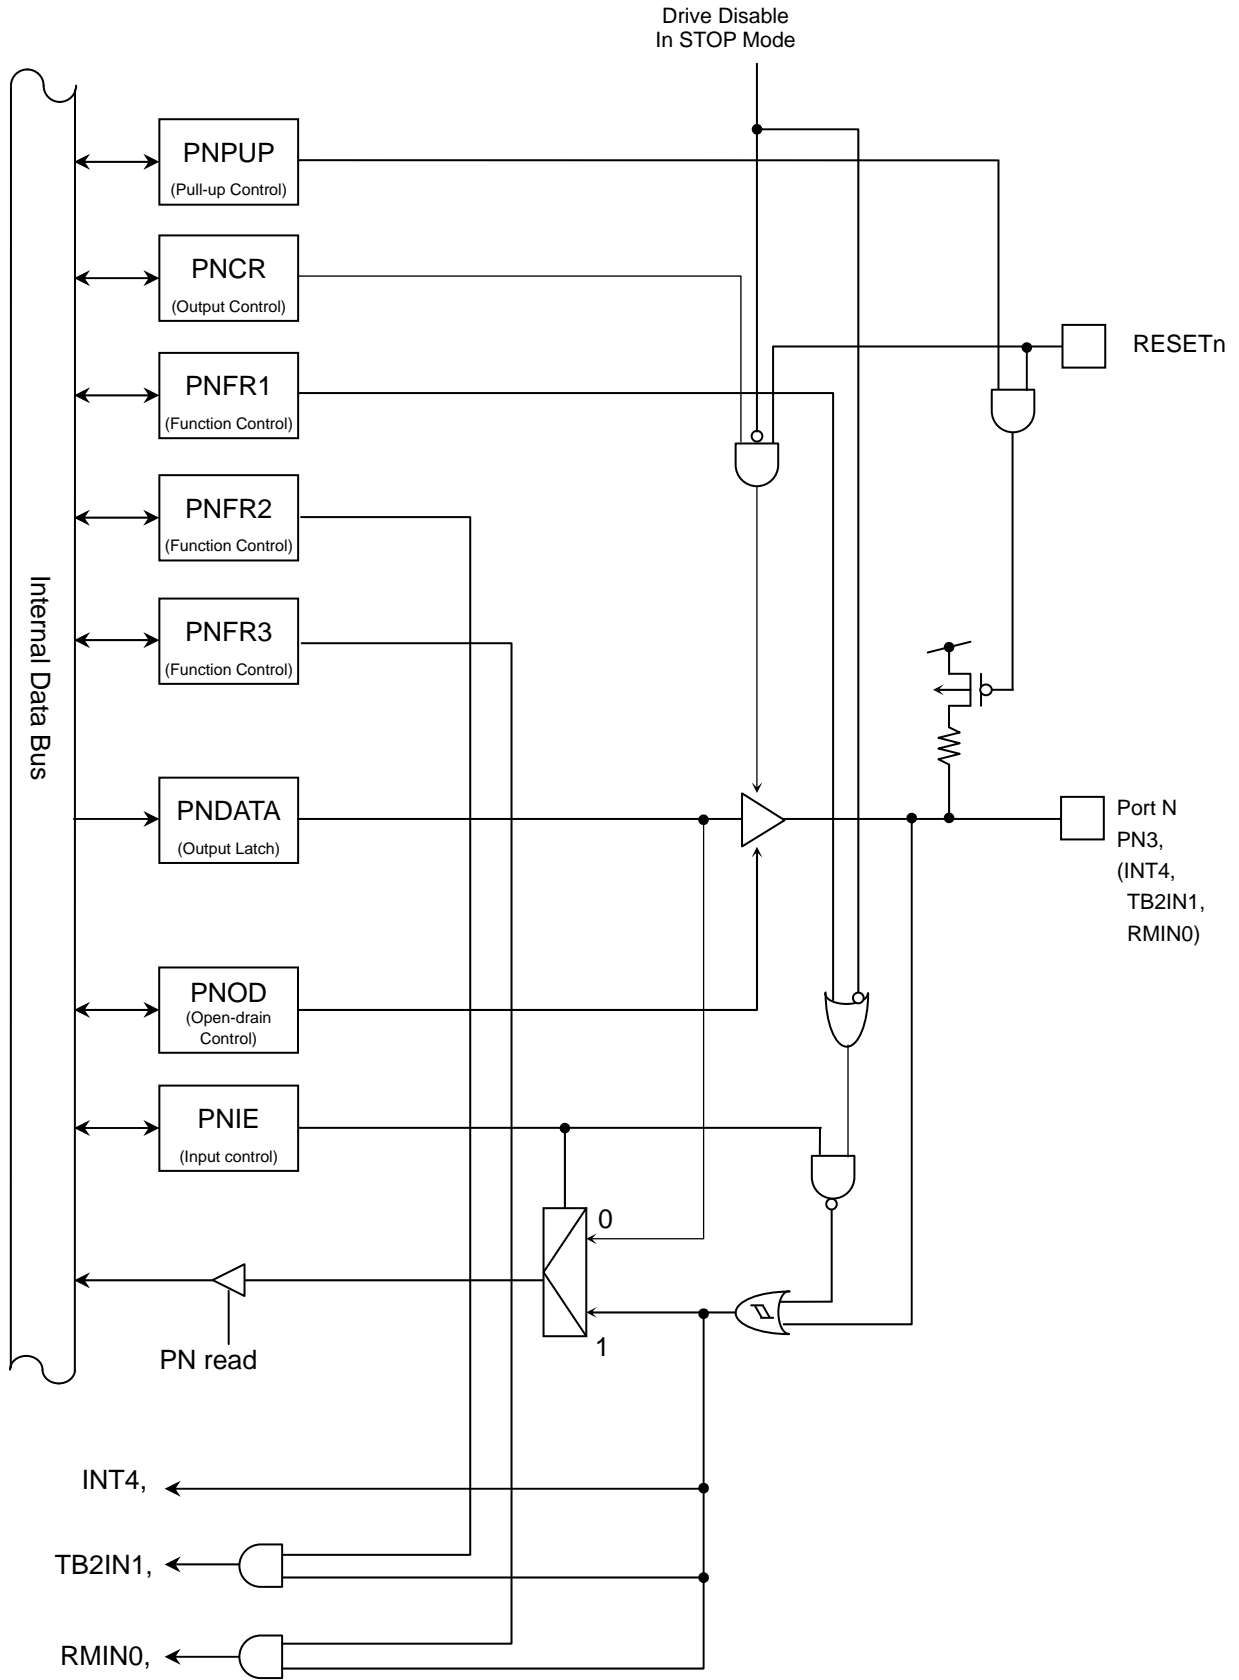 Drive Disable
In STOP Mode
PNPUP
(Pull-up Control)
PNCR
(Output Control)
RESETn
PNFR1
(Function Control)
PNFR2
(Function Control)
Internal Data Bus
PNFR3
(Function Control)
PNDATA
(Output Latch)
Port N
PN3,
(INT4,
TB2IN1,
RMIN0)
PNOD
(Open-drain
Control)
PNIE
(Input control)
0
1
PN read
INT4,
TB2IN1,
RMIN0,